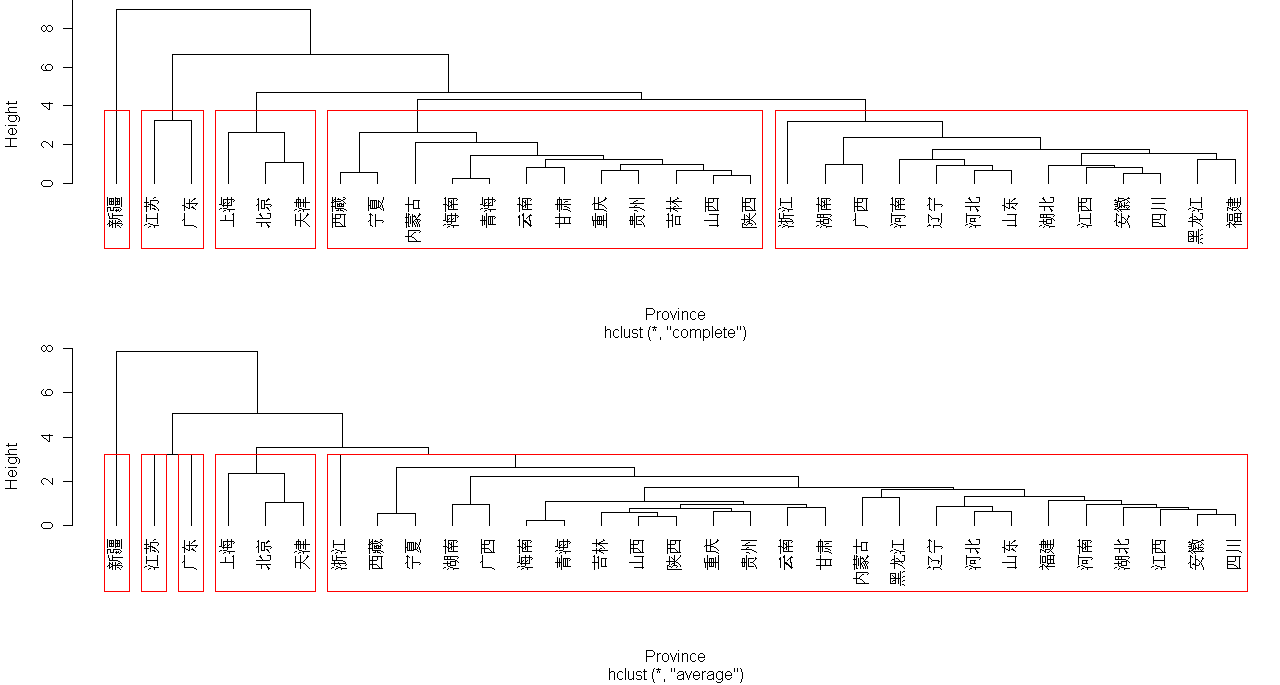 8
6
4
2
0
Height
新疆 江苏 广东 上海 北京 天津 西藏 宁夏 内蒙古 海南 青海 云南 甘肃 重庆 贵州 吉林 山西 陕西 浙江 湖南 广西 河南 辽宁 河北 山东 湖北 江西 安徽 四川 黑龙江 福建
Province
hclust (*, "complete")
8
6
4
2
0
Height
新疆 江苏 广东 上海 北京 天津 浙江 西藏 宁夏 湖南 广西 海南 青海 吉林 山西 陕西 重庆 贵州 云南 甘肃 内蒙古 黑龙江 辽宁 河北 山东 福建 河南 湖北 江西 安徽 四川
Province
hclust (*, "average")